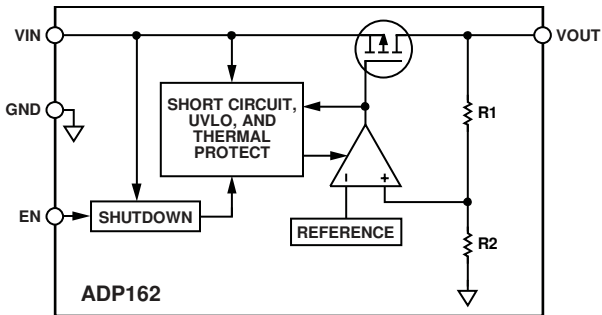 VIN
VOUT
GND
SHORT CIRCUIT,
UVLO, AND
THERMAL
PROTECT
R1
EN
SHUTDOWN
– +
REFERENCE
R2
ADP162